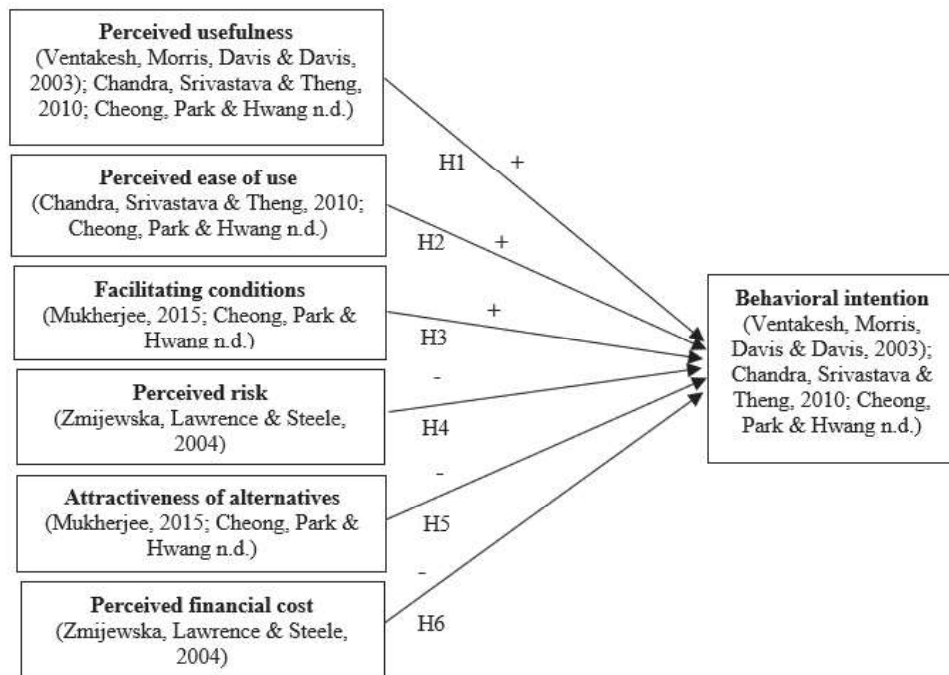 Perceived usefulness
(Ventakesh, Morris, Davis & Davis,
2003); Chandra, Srivastava & Theng,
2010; Cheong, Park & Hwang n.d.)
H1 +
Perceived ease of use
(Chandra, Srivastava & Theng, 2010;
Cheong, Park & Hwang n.d.)
H2 +
Facilitating conditions
(Mukherjee, 2015; Cheong, Park &
Hwang n.d.)
H3 +
Perceived risk
(Zmijewska, Lawrence & Steele,
2004)
-
H4
Attractiveness of alternatives
(Mukherjee, 2015; Cheong, Park &
Hwang n.d.)
-
H5
Perceived financial cost
(Zmijewska, Lawrence & Steele,
2004)
-
H6
Behavioral intention
(Ventakesh, Morris,
Davis & Davis, 2003);
Chandra, Srivastava &
Theng, 2010; Cheong,
Park & Hwang n.d.)